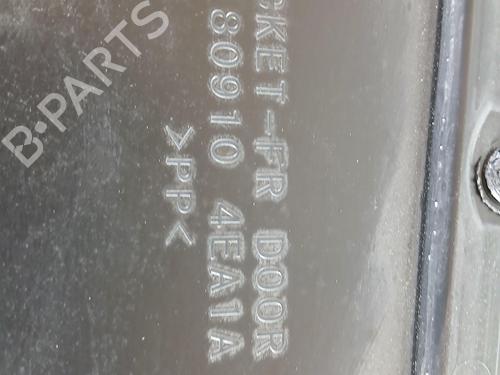 CKET-FR DOOR
80910 4EA1A
>PP<
B-PARTS